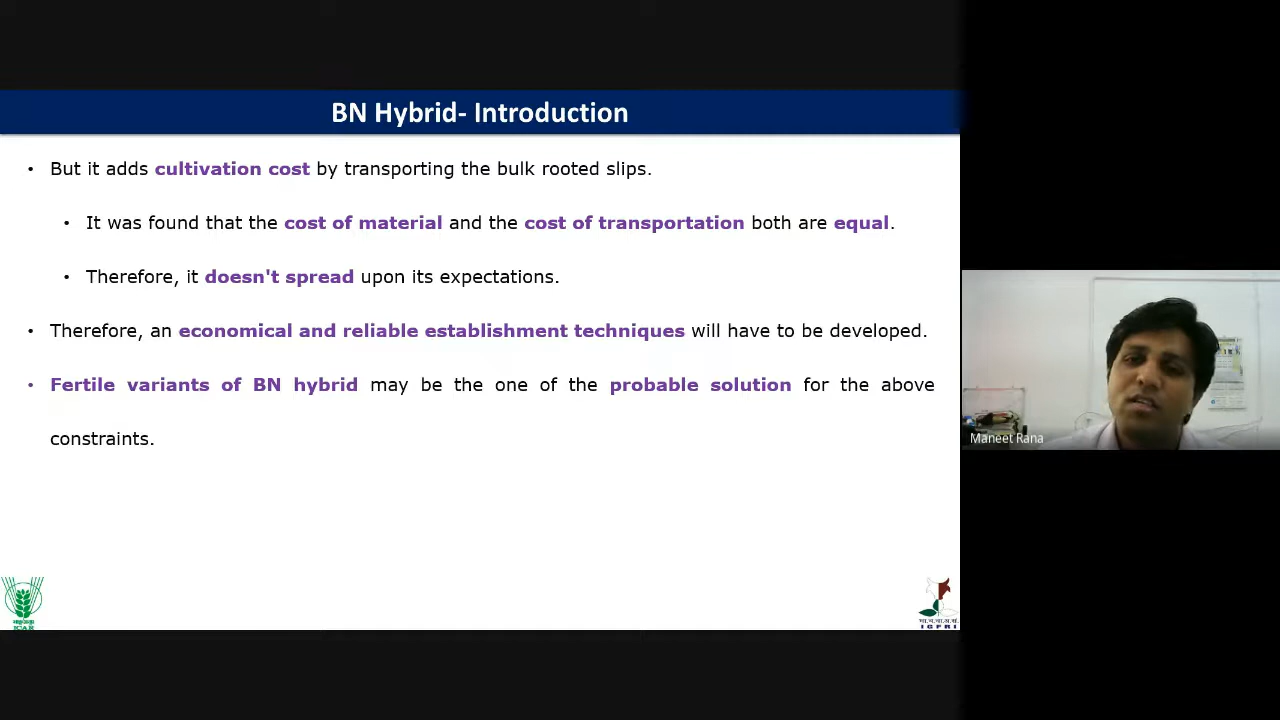 BN Hybrid- Introduction
• But it adds cultivation cost by transporting the bulk rooted slips.
• It was found that the cost of material and the cost of transportation both are equal.
• Therefore, it doesn't spread upon its expectations.
• Therefore, an economical and reliable establishment techniques will have to be developed.
• Fertile variants of BN hybrid may be the one of the probable solution for the above
constraints.
Maneet Rana
ICAR
IGFRI